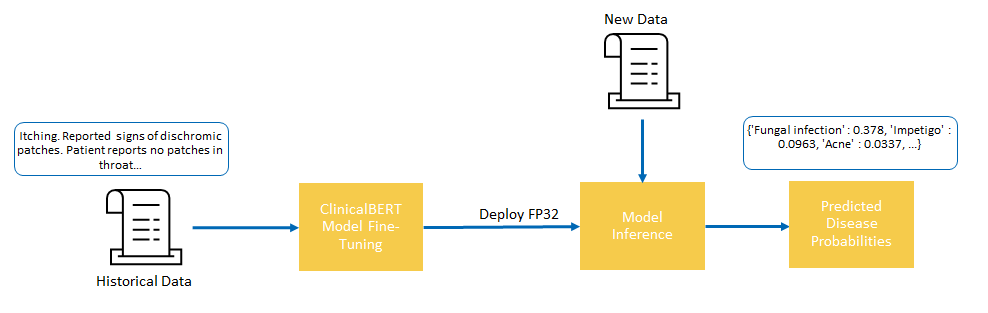 New Data
Itching. Reported signs of dischromic
patches. Patient reports no patches in
throat...
{'Fungal infection' : 0.378, 'Impetigo' :
0.0963, 'Acne' : 0.0337, ...}
ClinicalBERT
Model Fine-
Tuning
Deploy FP32
Model
Inference
Predicted
Disease
Probabilities
Historical Data